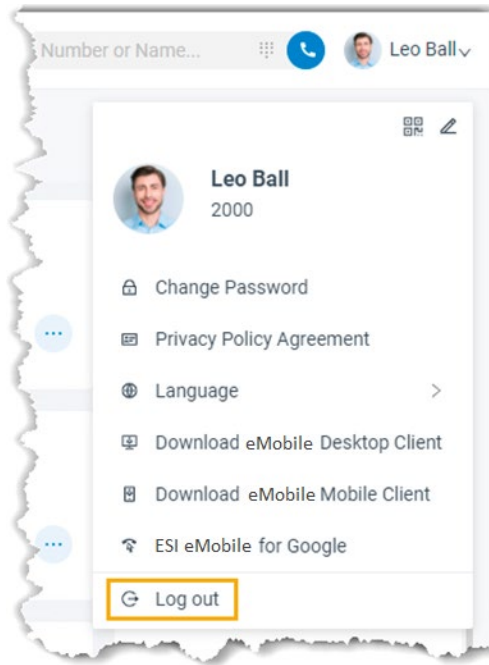 Number or Name...
Leo Ball
Leo Ball
2000
Change Password
Privacy Policy Agreement
Language
Download eMobile Desktop Client
Download eMobile Mobile Client
ESI eMobile for Google
Log out